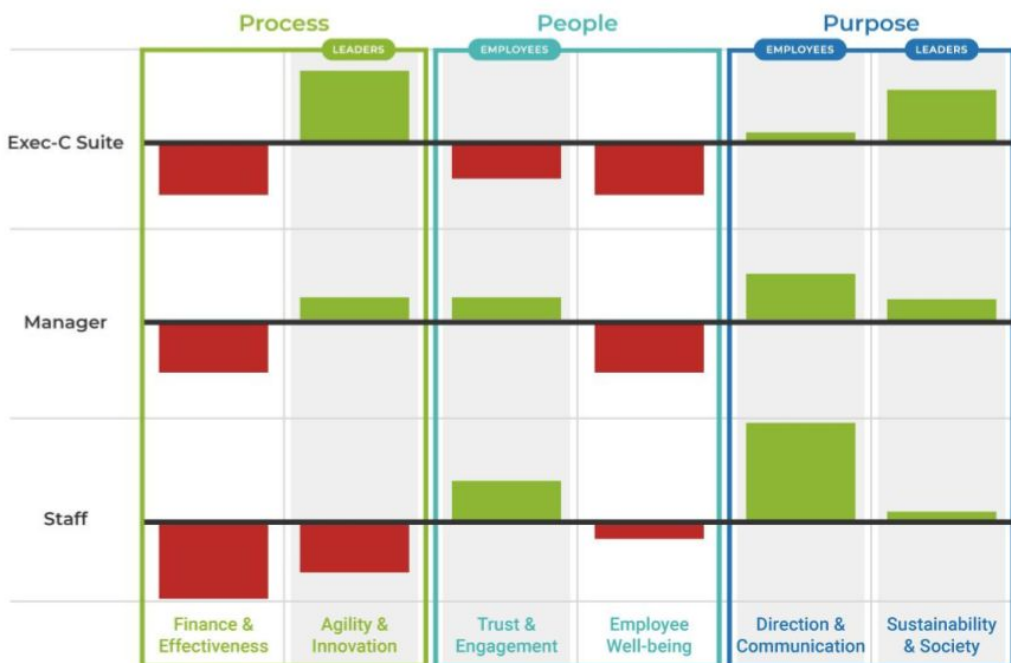 Process
People
Purpose
LEADERS
EMPLOYEES
EMPLOYEES
LEADERS
Exec-C Suite
Manager
Staff
Finance &
Effectiveness
Agility &
Innovation
Trust &
Engagement
Employee
Well-being
Direction &
Communication
Sustainability
& Society